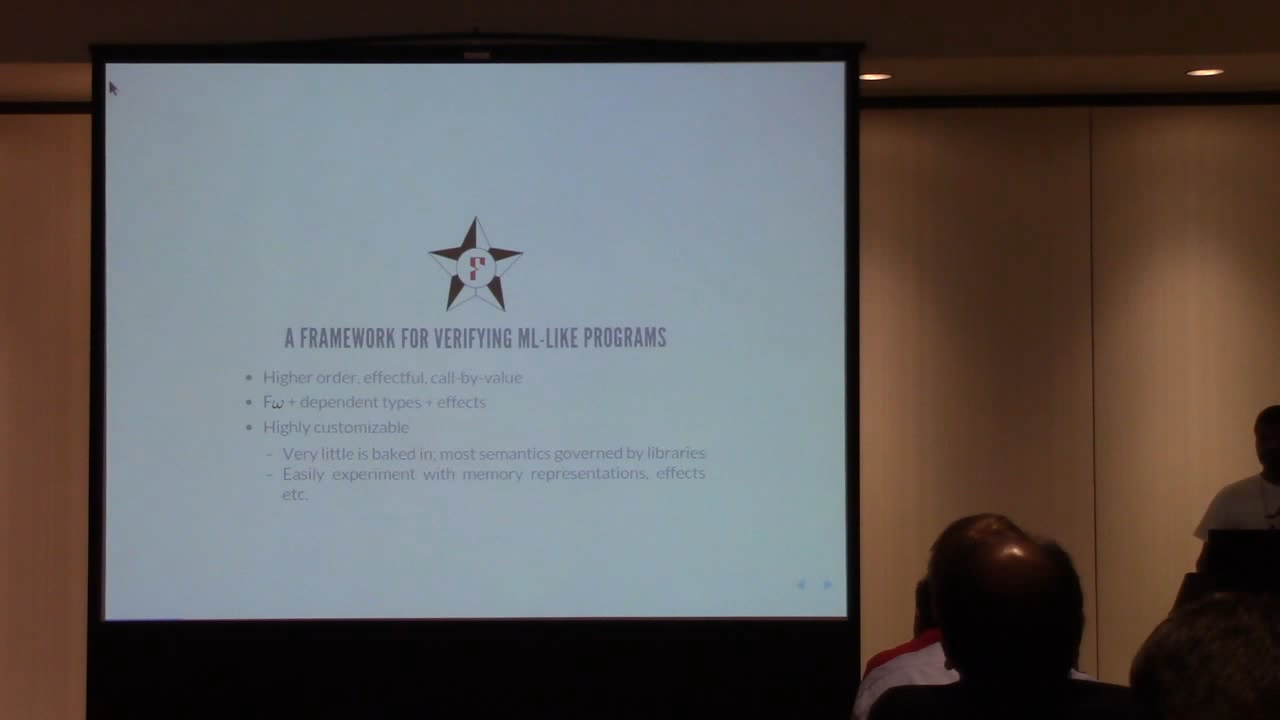 F
A FRAMEWORK FOR VERIFYING ML-LIKE PROGRAMS
• Higher order, effectful, call-by-value
• Fω + dependent types + effects
• Highly customizable
– Very little is baked in; most semantics governed by libraries
– Easily experiment with memory representations, effects
etc.